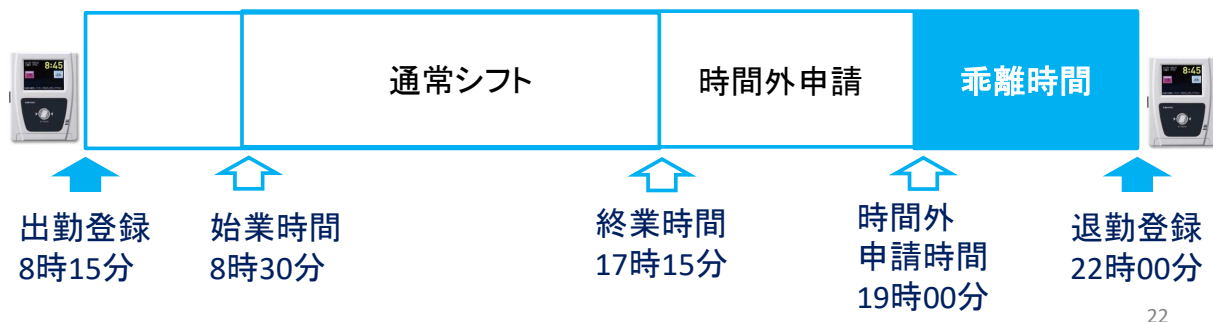 8:45
通常シフト
時間外申請
乖離時間
8:45
出勤登録
8時15分
始業時間
8時30分
終業時間
17時15分
時間外
申請時間
19時00分
退勤登録
22時00分
22